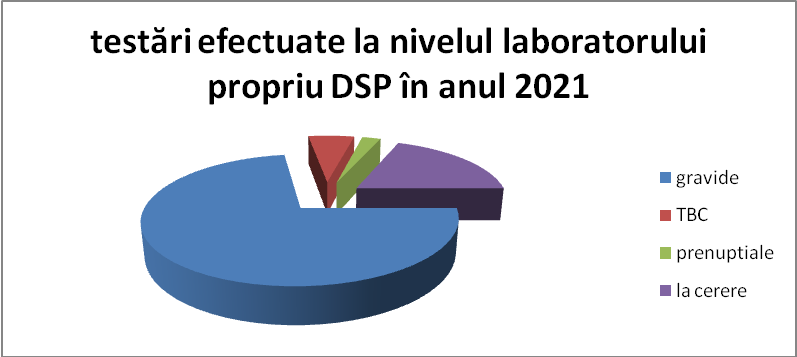 testări efectuate la nivelul laboratorului
propriu DSP în anul 2021
gravide
TBC
prenuptiale
la cerere